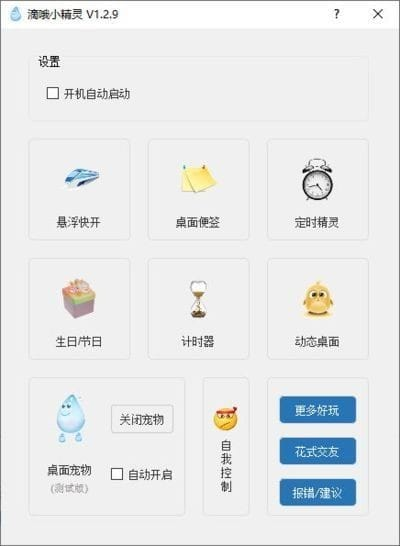 滴哦小精灵 V1.2.9
?
设置
开机自动启动
悬浮快开
桌面便签
定时精灵
生日/节日
计时器
动态桌面
关闭宠物
桌面宠物
(测试版)
自动开启
自我控制
更多好玩
花式交友
报错/建议